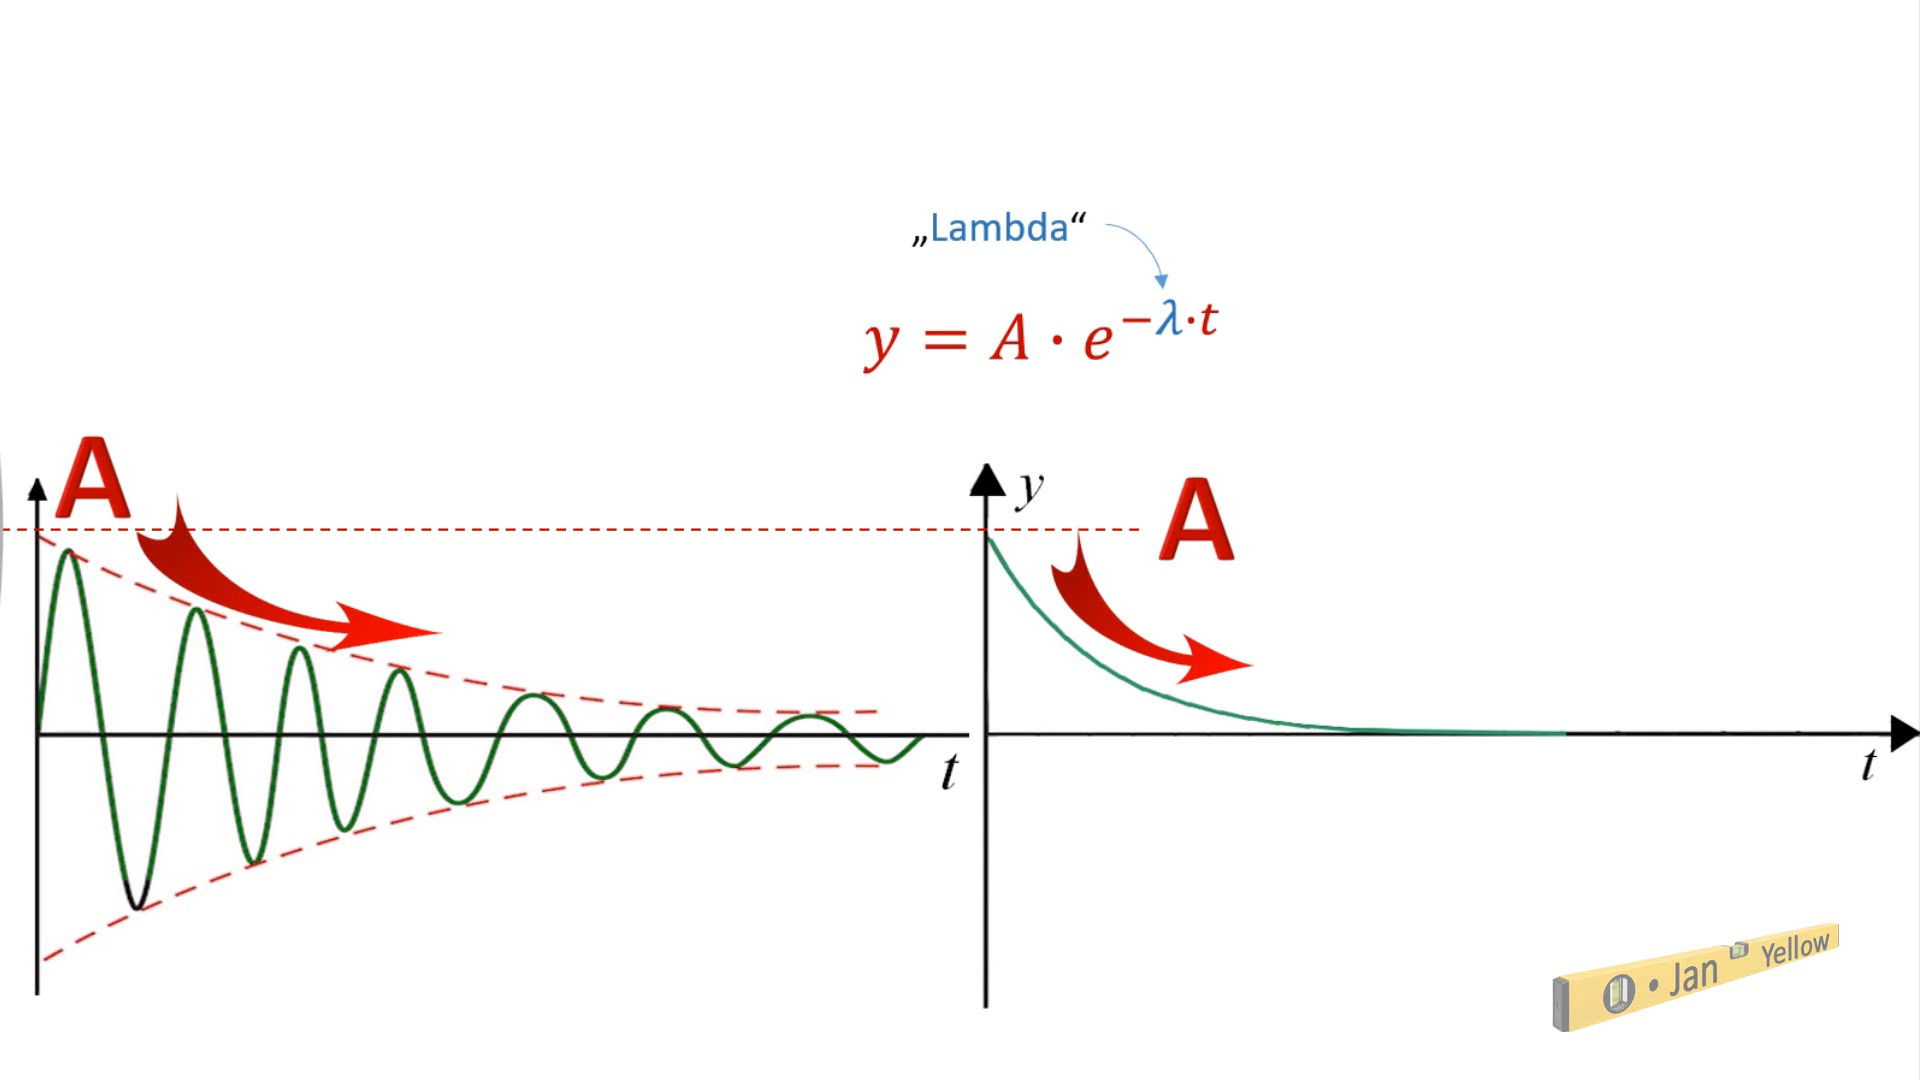 „Lambda“
y = A · e^{−λ·t}
A
y
A
t
t
• Jan Yellow